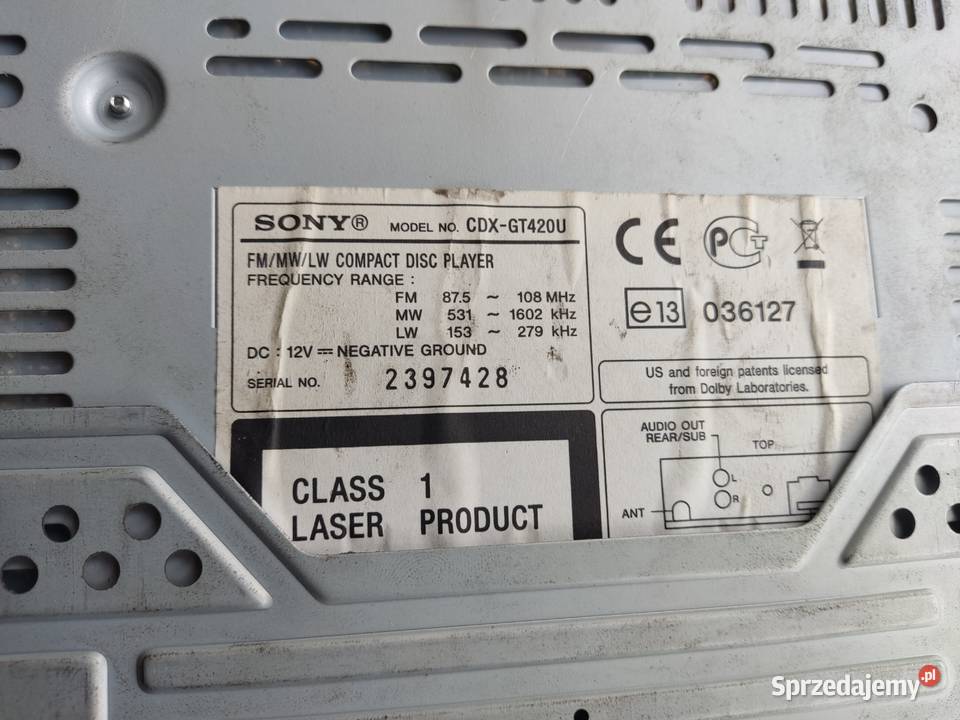 SONY® MODEL NO. CDX-GT420U
FM/MW/LW COMPACT DISC PLAYER
FREQUENCY RANGE :
FM 87.5 ~ 108 MHz
MW 531 ~ 1602 kHz
LW 153 ~ 279 kHz
DC : 12V ⎓ NEGATIVE GROUND
SERIAL NO. 2397428
CLASS 1
LASER PRODUCT
CE PCT
e13 036127
US and foreign patents licensed
from Dolby Laboratories.
AUDIO OUT
REAR/SUB
TOP
L
R
ANT
Sprzedajemy.pl